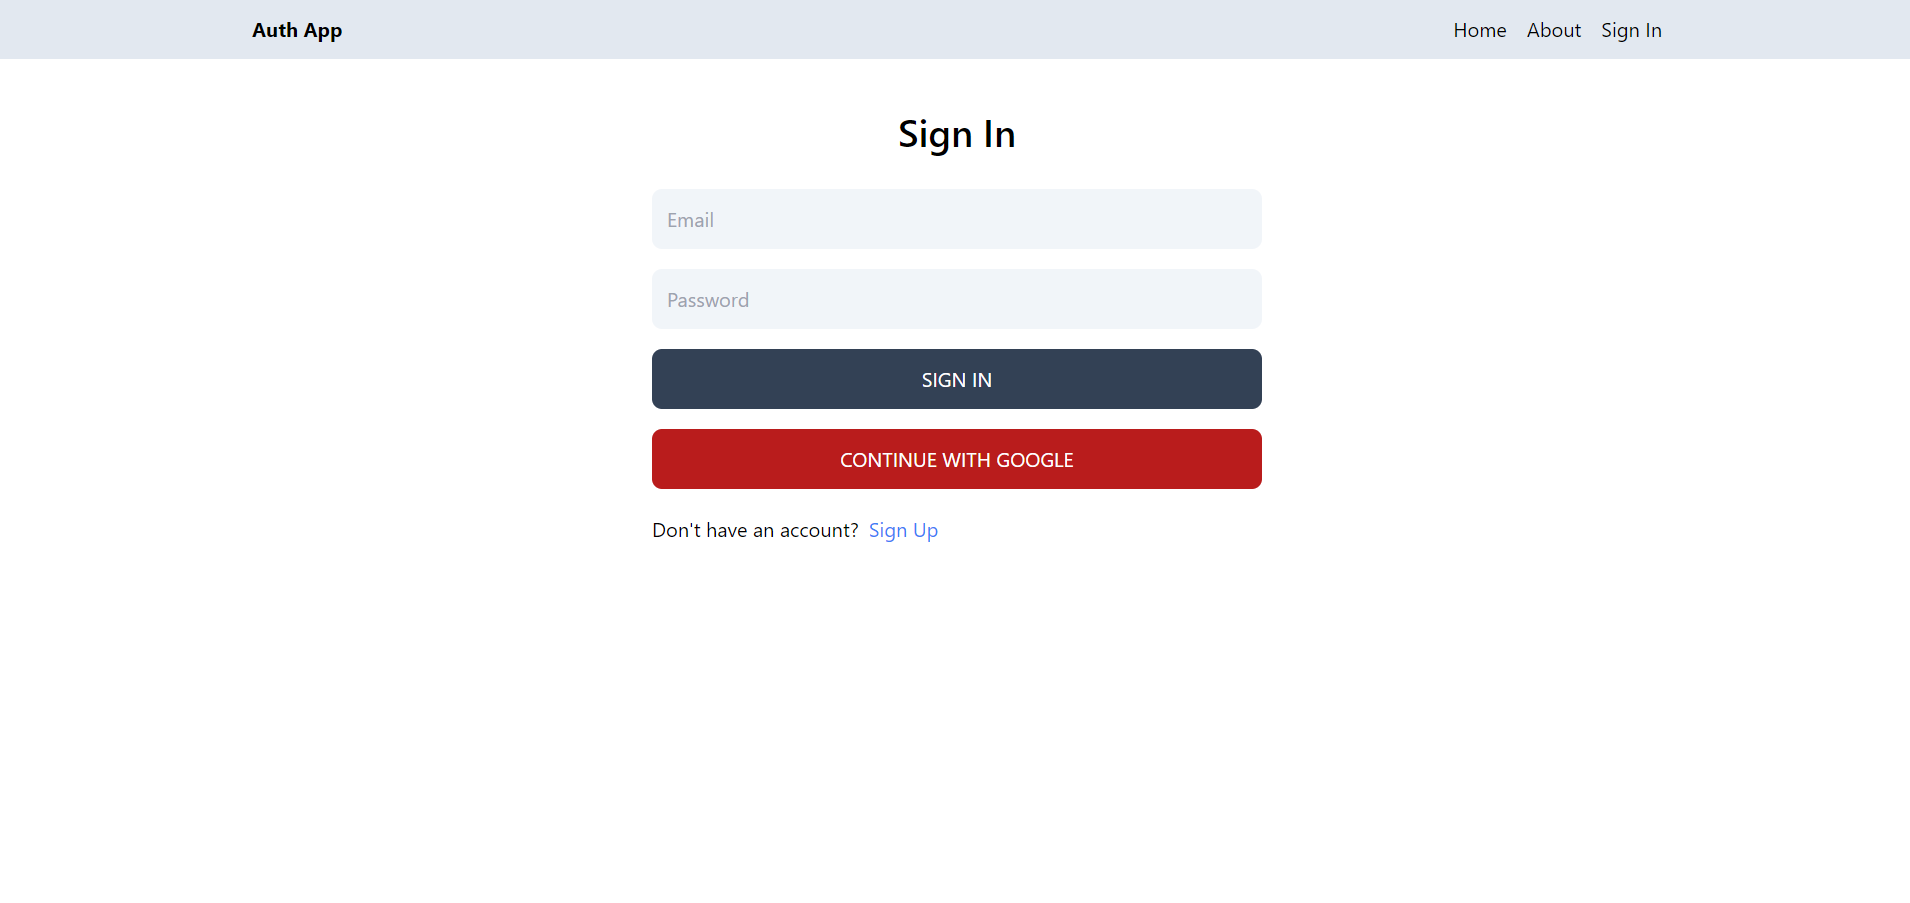 Auth App Home About Sign In
Sign In
Email
Password
SIGN IN
CONTINUE WITH GOOGLE
Don't have an account? Sign Up